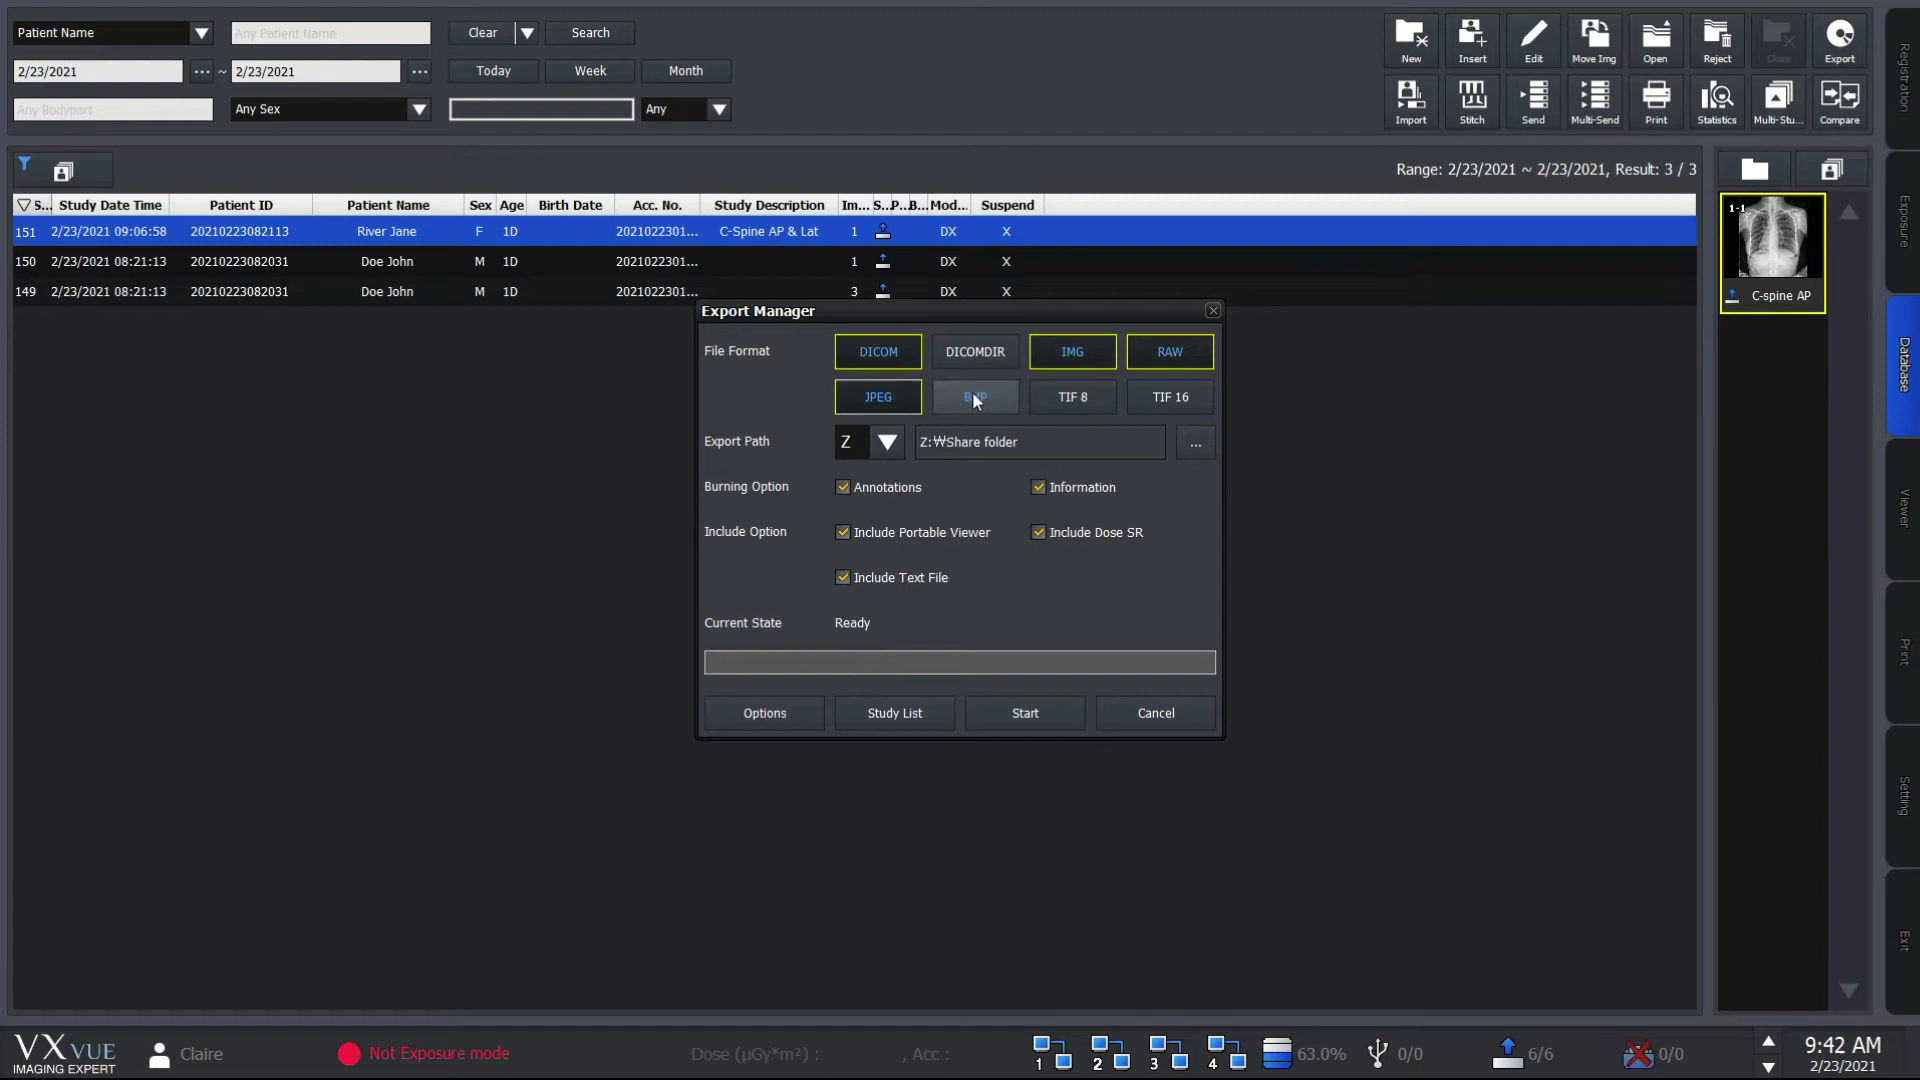 Patient Name
Any Patient Name
Clear
Search
2/23/2021
...
~
2/23/2021
...
Today
Week
Month
Any Bodypart
Any Sex
Any
New
Insert
Edit
Move Img
Open
Reject
Close
Export
Import
Stitch
Send
Multi-Send
Print
Statistics
Multi-Stu...
Compare
Range: 2/23/2021 ~ 2/23/2021, Result: 3 / 3
S... Study Date Time Patient ID Patient Name Sex Age Birth Date Acc. No. Study Description Im... S...P...B... Mod... Suspend
151 2/23/2021 09:06:58 20210223082113 River Jane F 1D 2021022301... C-Spine AP & Lat 1 DX X
150 2/23/2021 08:21:13 20210223082031 Doe John M 1D 2021022301... 1 DX X
149 2/23/2021 08:21:13 20210223082031 Doe John M 1D 2021022301... 3 DX X
1-1
C-spine AP
Export Manager
File Format
DICOM
DICOMDIR
IMG
RAW
JPEG
TIF 8
TIF 16
Export Path
Z
Z:₩Share folder
...
Burning Option
Annotations
Information
Include Option
Include Portable Viewer
Include Dose SR
Include Text File
Current State
Ready
Options
Study List
Start
Cancel
Registration
Exposure
Database
Viewer
Print
Setting
Exit
VXVUE
IMAGING EXPERT
Claire
Not Exposure mode
Dose (µGy*m²) :
, Acc :
1
2
3
4
63.0%
0/0
6/6
0/0
9:42 AM
2/23/2021